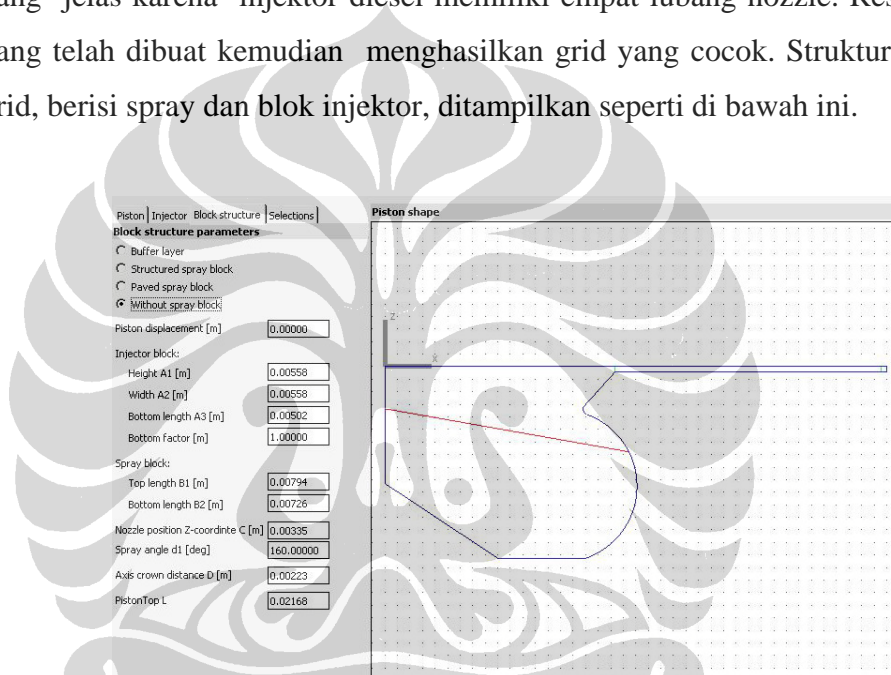 ang jelas karena injektor diesel memiliki empat lubang nozzle. Res
ang telah dibuat kemudian menghasilkan grid yang cocok. Struktur
rid, berisi spray dan blok injektor, ditampilkan seperti di bawah ini.
Piston Injector Block structure Selections
Piston shape
Block structure parameters
Buffer layer
Structured spray block
Paved spray block
Without spray block
Piston displacement [m] 0.00000
Injector block:
Height A1 [m] 0.00558
Width A2 [m] 0.00558
Bottom length A3 [m] 0.00502
Bottom factor [m] 1.00000
Spray block:
Top length B1 [m] 0.00794
Bottom length B2 [m] 0.00726
Nozzle position Z-coordinte C [m] 0.00335
Spray angle d1 [deg] 160.00000
Axis crown distance D [m] 0.00223
PistonTop L 0.02168
Z
X